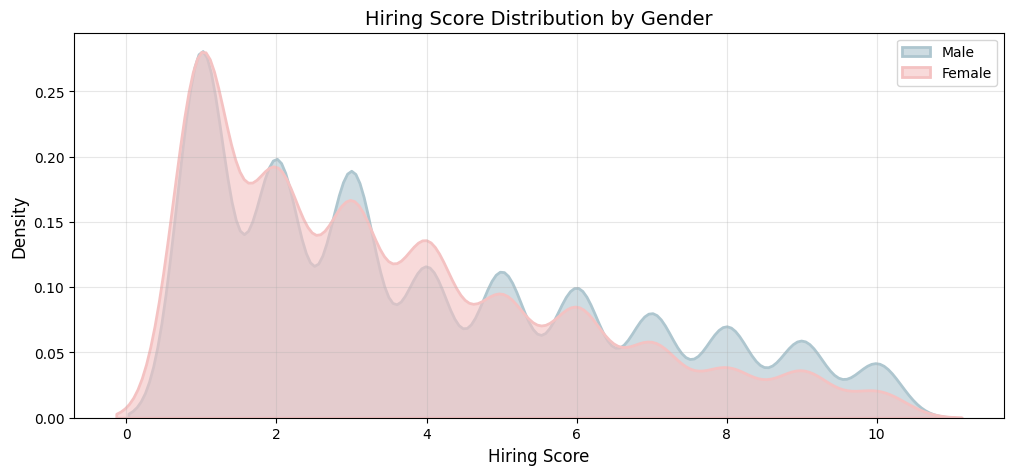 Hiring Score Distribution by Gender
Male
Female
Density
0.25
0.20
0.15
0.10
0.05
0.00
0 2 4 6 8 10
Hiring Score